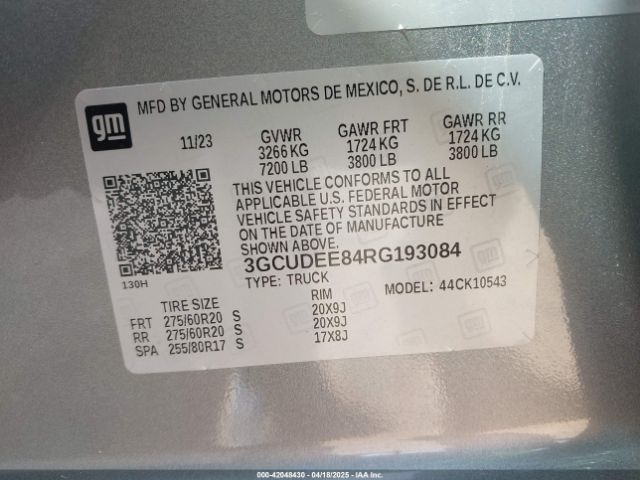 gm
MFD BY GENERAL MOTORS DE MEXICO, S. DE R.L. DE C.V.
11/23 GVWR GAWR FRT GAWR RR
3266 KG 1724 KG 1724 KG
7200 LB 3800 LB 3800 LB
THIS VEHICLE CONFORMS TO ALL
APPLICABLE U.S. FEDERAL MOTOR
VEHICLE SAFETY STANDARDS IN EFFECT
ON THE DATE OF MANUFACTURE
SHOWN ABOVE.
3GCUDEE84RG193084
130H
TYPE: TRUCK MODEL: 44CK10543
TIRE SIZE RIM
FRT 275/60R20 S 20X9J
RR 275/60R20 S 20X9J
SPA 255/80R17 S 17X8J
000-42048430 - 04/18/2025 - IAA Inc.